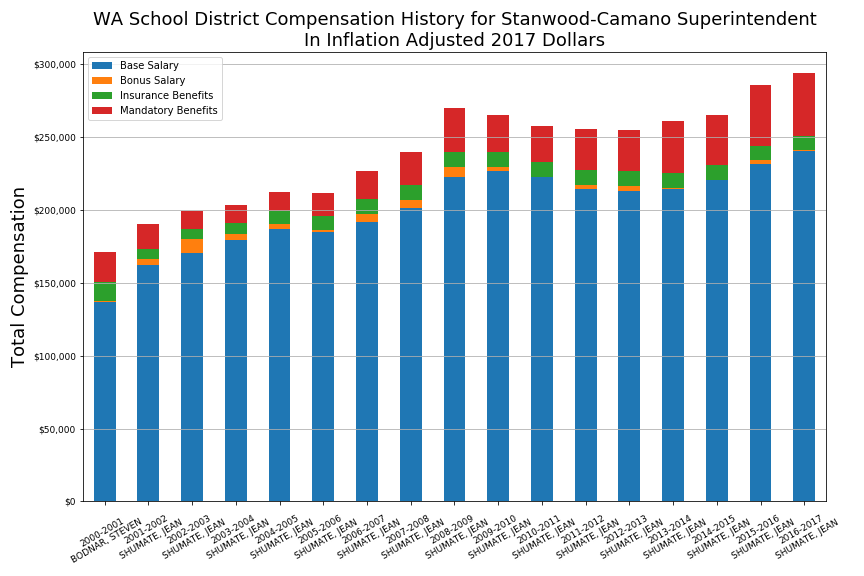 WA School District Compensation History for Stanwood-Camano Superintendent
In Inflation Adjusted 2017 Dollars
Base Salary
Bonus Salary
Insurance Benefits
Mandatory Benefits
Total Compensation
$300,000
$250,000
$200,000
$150,000
$100,000
$50,000
$0
2000-2001
BODNAR, STEVEN
2001-2002
SHUMATE, JEAN
2002-2003
SHUMATE, JEAN
2003-2004
SHUMATE, JEAN
2004-2005
SHUMATE, JEAN
2005-2006
SHUMATE, JEAN
2006-2007
SHUMATE, JEAN
2007-2008
SHUMATE, JEAN
2008-2009
SHUMATE, JEAN
2009-2010
SHUMATE, JEAN
2010-2011
SHUMATE, JEAN
2011-2012
SHUMATE, JEAN
2012-2013
SHUMATE, JEAN
2013-2014
SHUMATE, JEAN
2014-2015
SHUMATE, JEAN
2015-2016
SHUMATE, JEAN
2016-2017
SHUMATE, JEAN